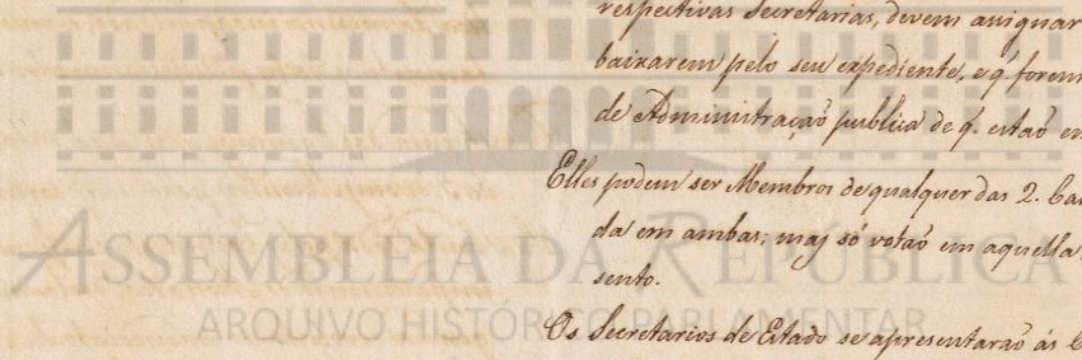 respectivas Secretarias, devem assignar
baixarem pelo seu expediente, e q. forem
de Administração publica de q. estaõ en
Elles podem ser Membros de qualquer das 2. Ca
da em ambas; mas só votaõ em aquella
sento.
ASSEMBLEIA DA REPÚBLICA
ARQUIVO HISTÓRICO PARLAMENTAR
Os Secretarios de Estado se apresentaraõ ás C